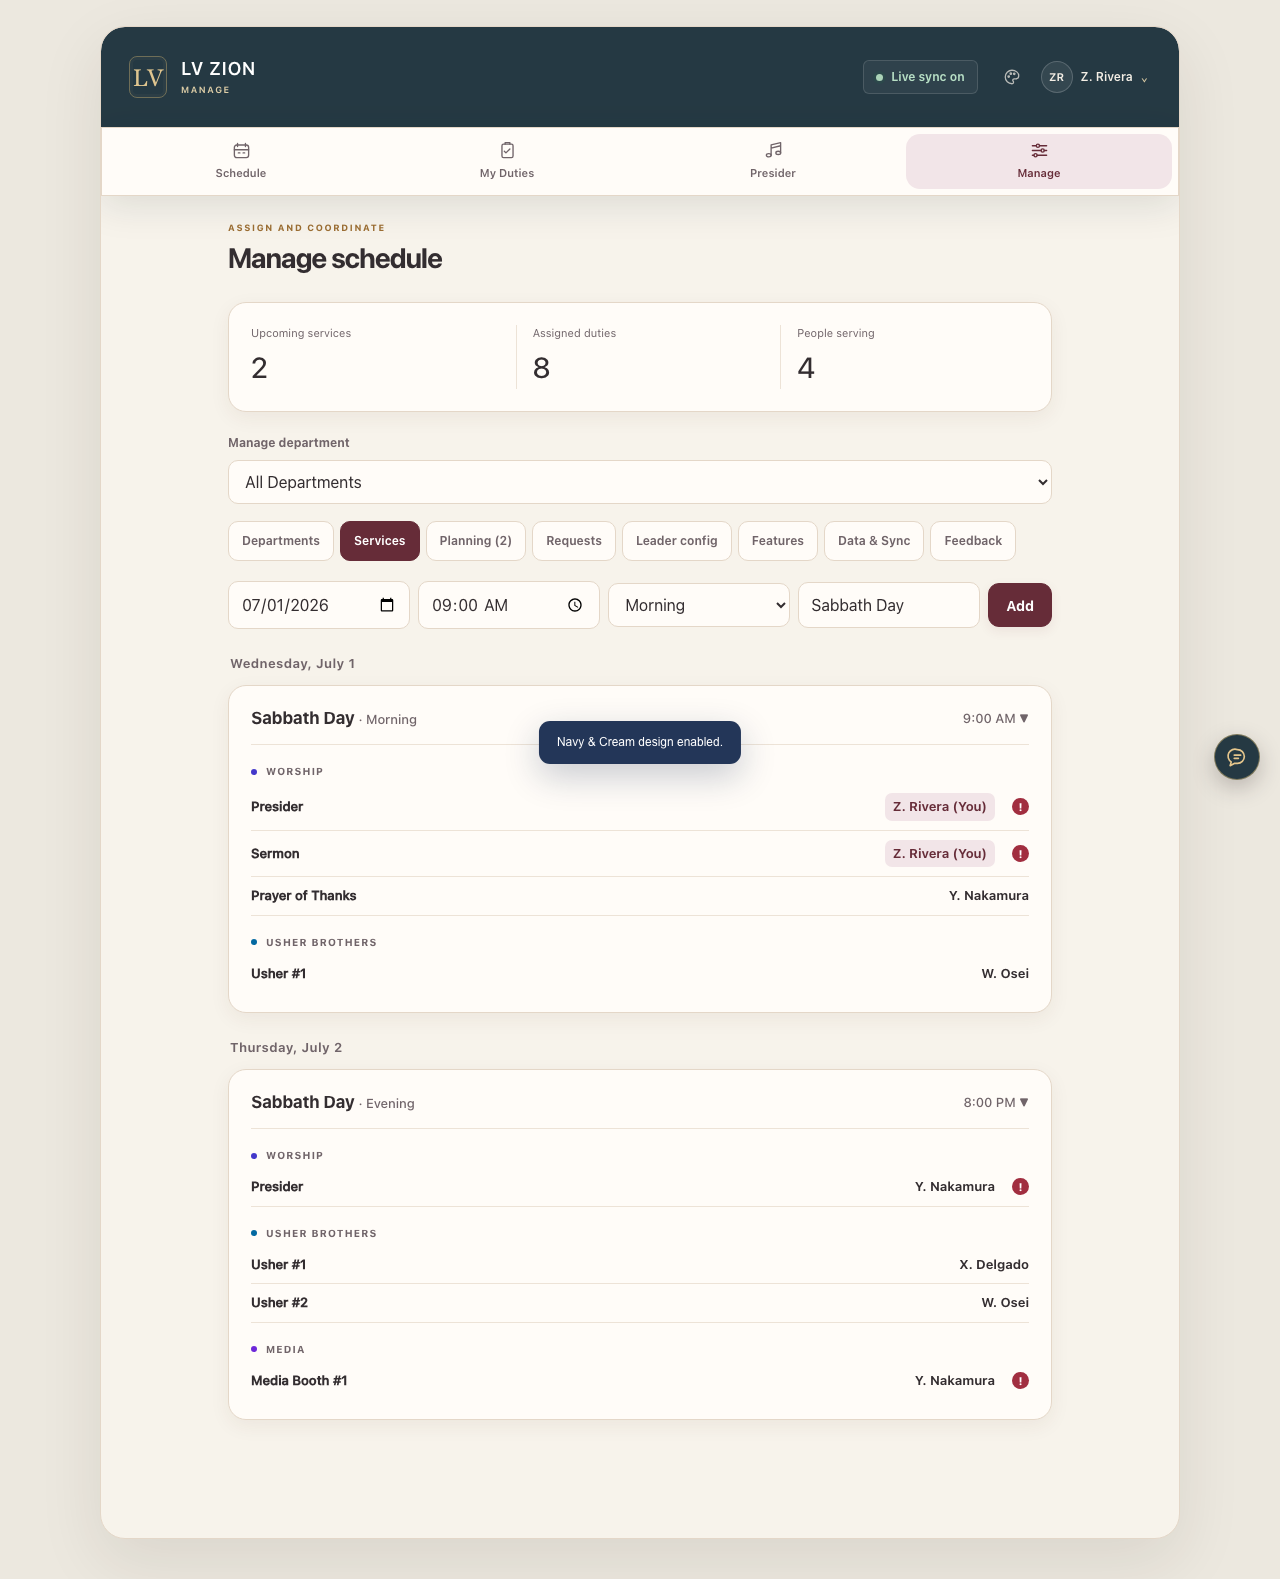 LV
LV ZION
MANAGE
Live sync on
ZR
Z. Rivera
Schedule
My Duties
Presider
Manage
ASSIGN AND COORDINATE
Manage schedule
Upcoming services
2
Assigned duties
8
People serving
4
Manage department
All Departments
Departments
Services
Planning (2)
Requests
Leader config
Features
Data & Sync
Feedback
07/01/2026
09:00 AM
Morning
Sabbath Day
Add
Wednesday, July 1
Sabbath Day · Morning
9:00 AM ▼
Navy & Cream design enabled.
WORSHIP
Presider
Z. Rivera (You)
!
Sermon
Z. Rivera (You)
!
Prayer of Thanks
Y. Nakamura
USHER BROTHERS
Usher #1
W. Osei
Thursday, July 2
Sabbath Day · Evening
8:00 PM ▼
WORSHIP
Presider
Y. Nakamura
!
USHER BROTHERS
Usher #1
X. Delgado
Usher #2
W. Osei
MEDIA
Media Booth #1
Y. Nakamura
!